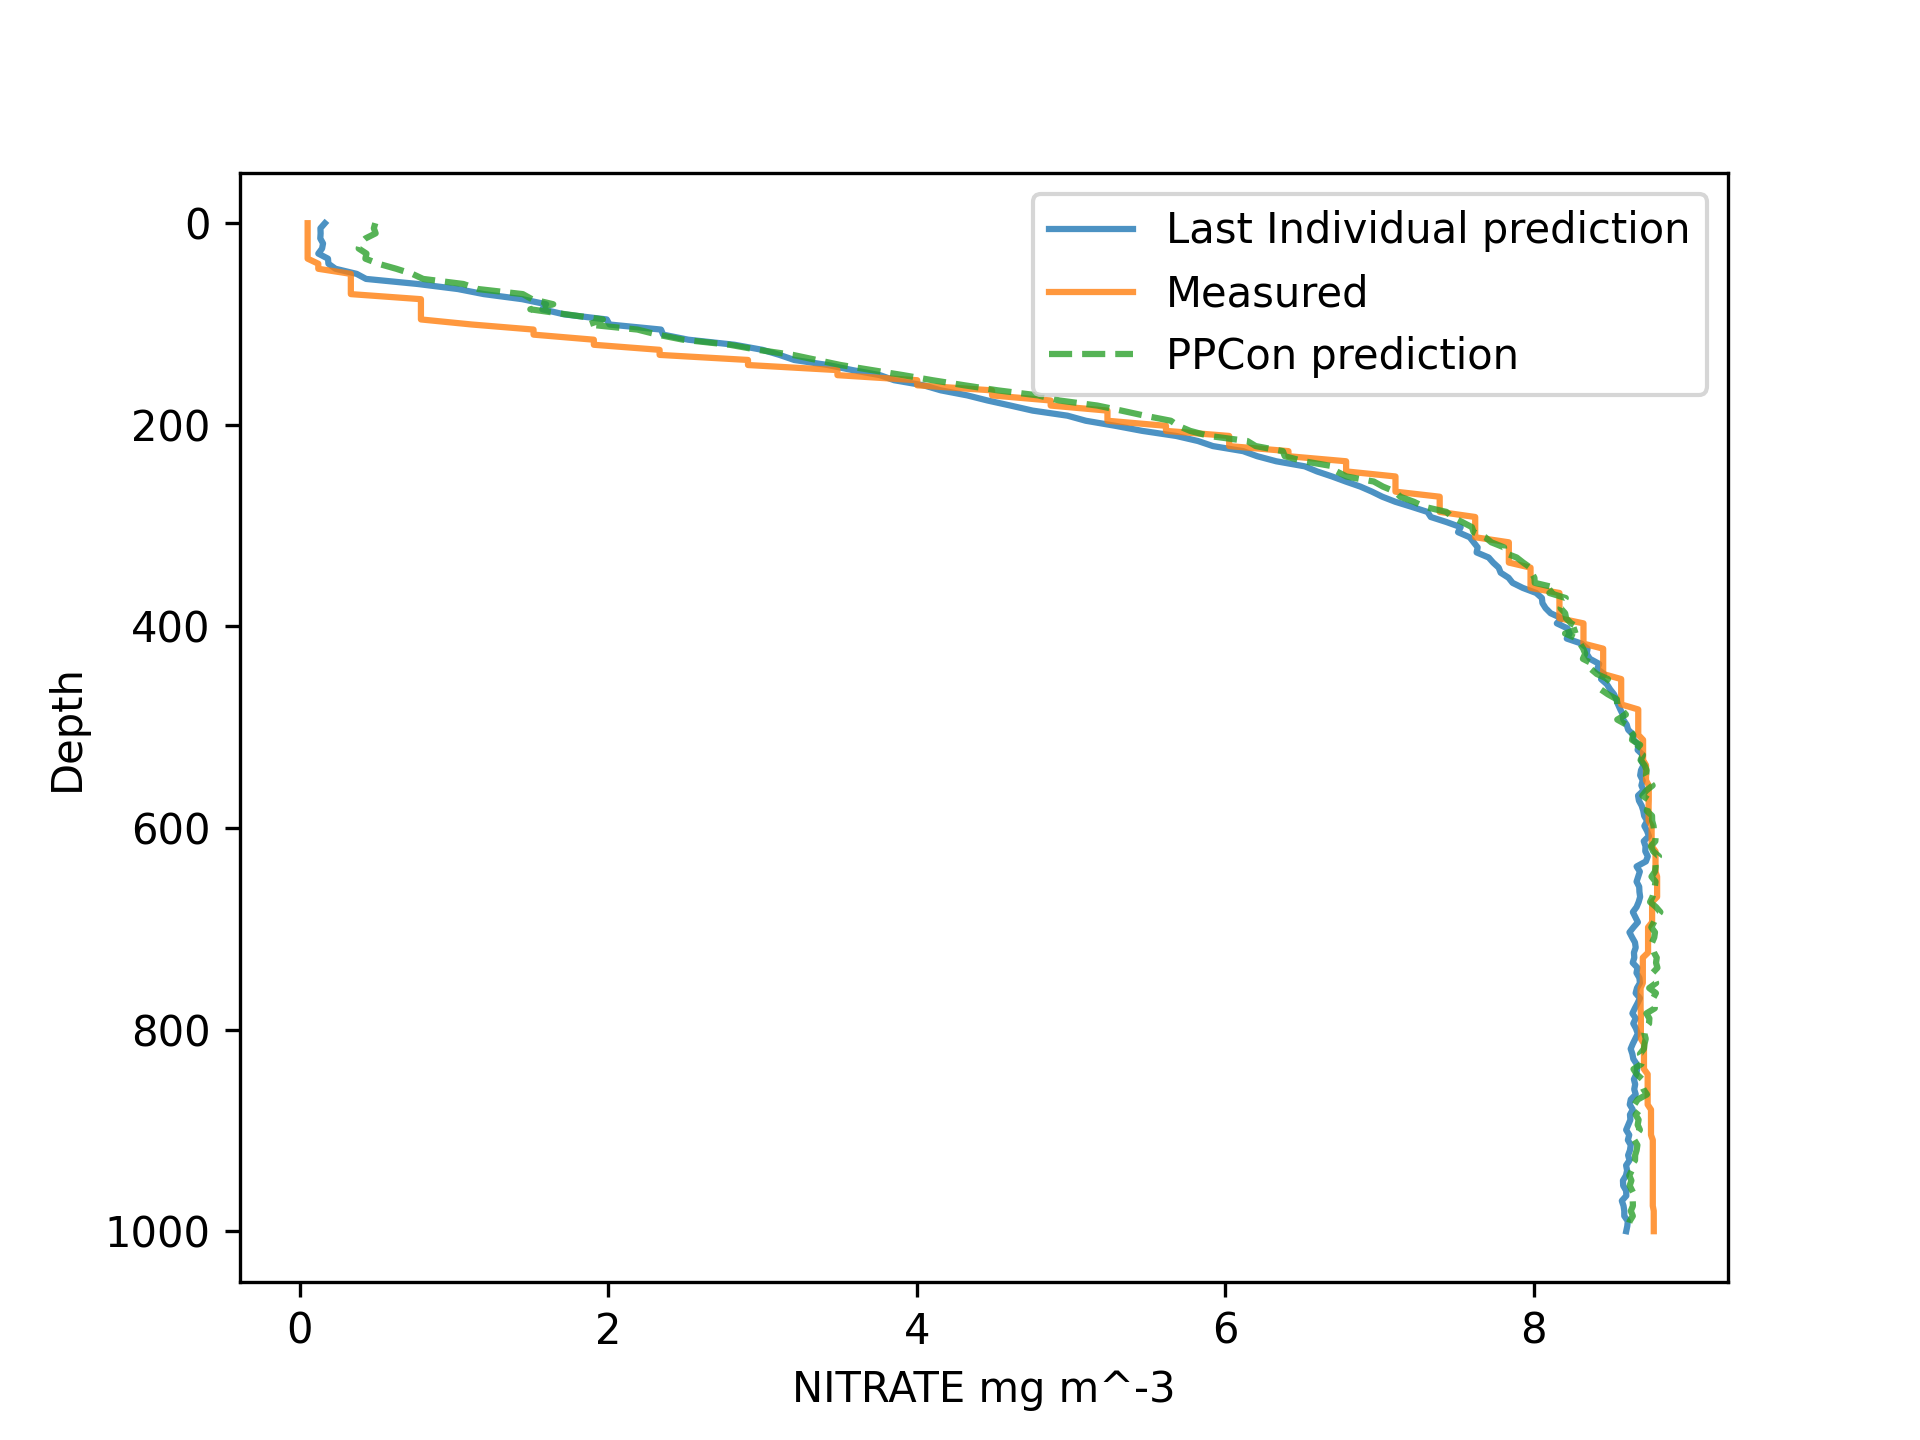 Last Individual prediction
Measured
PPCon prediction
0
200
400
600
800
1000
Depth
0 2 4 6 8
NITRATE mg m^-3